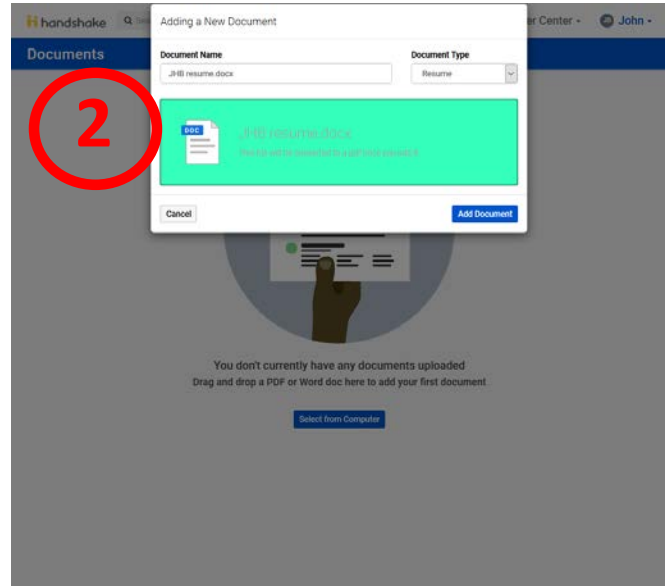 handshake
er Center
John
Documents
Adding a New Document
Document Name
Document Type
JHB resume.docx
Resume
2
DOC
JHB resume.docx
Cancel
Add Document
You don't currently have any documents uploaded
Drag and drop a PDF or Word doc here to add your first document
Select from Computer